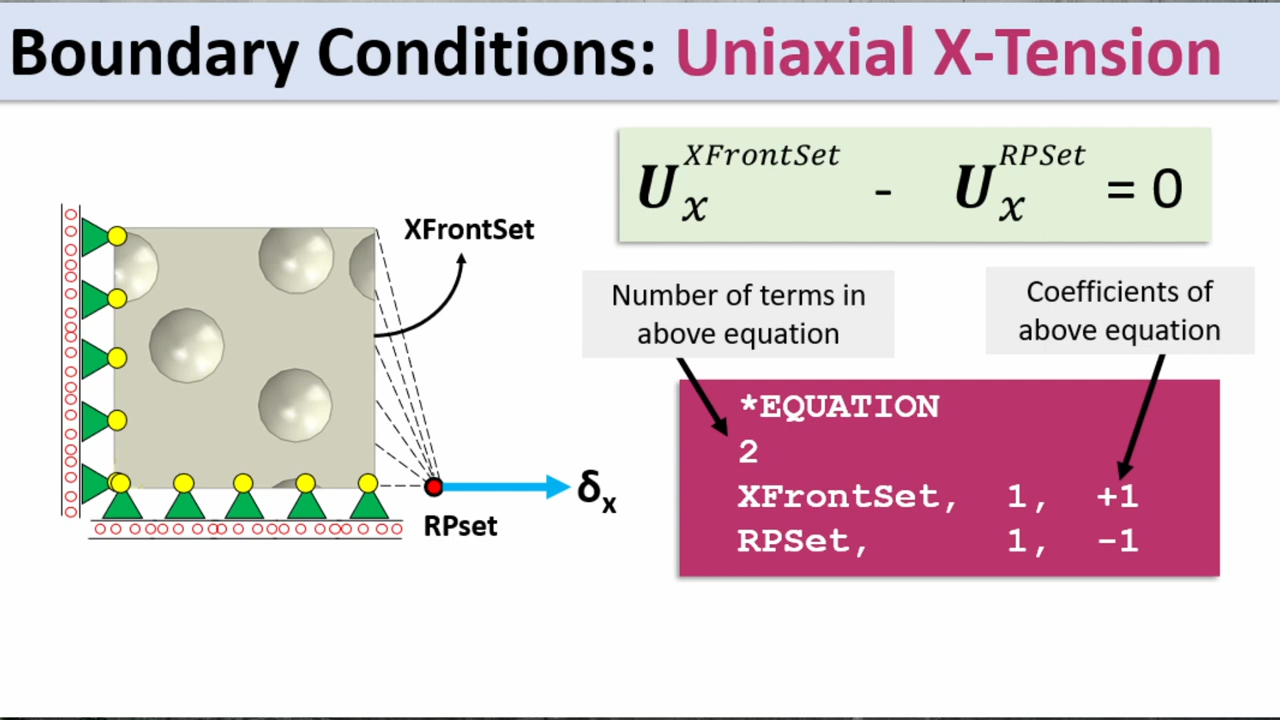 Boundary Conditions: Uniaxial X-Tension
U_x^XFrontSet - U_x^RPSet = 0
XFrontSet
Number of terms in
above equation
Coefficients of
above equation
*EQUATION
2
XFrontSet, 1, +1
RPSet, 1, -1
δx
RPset